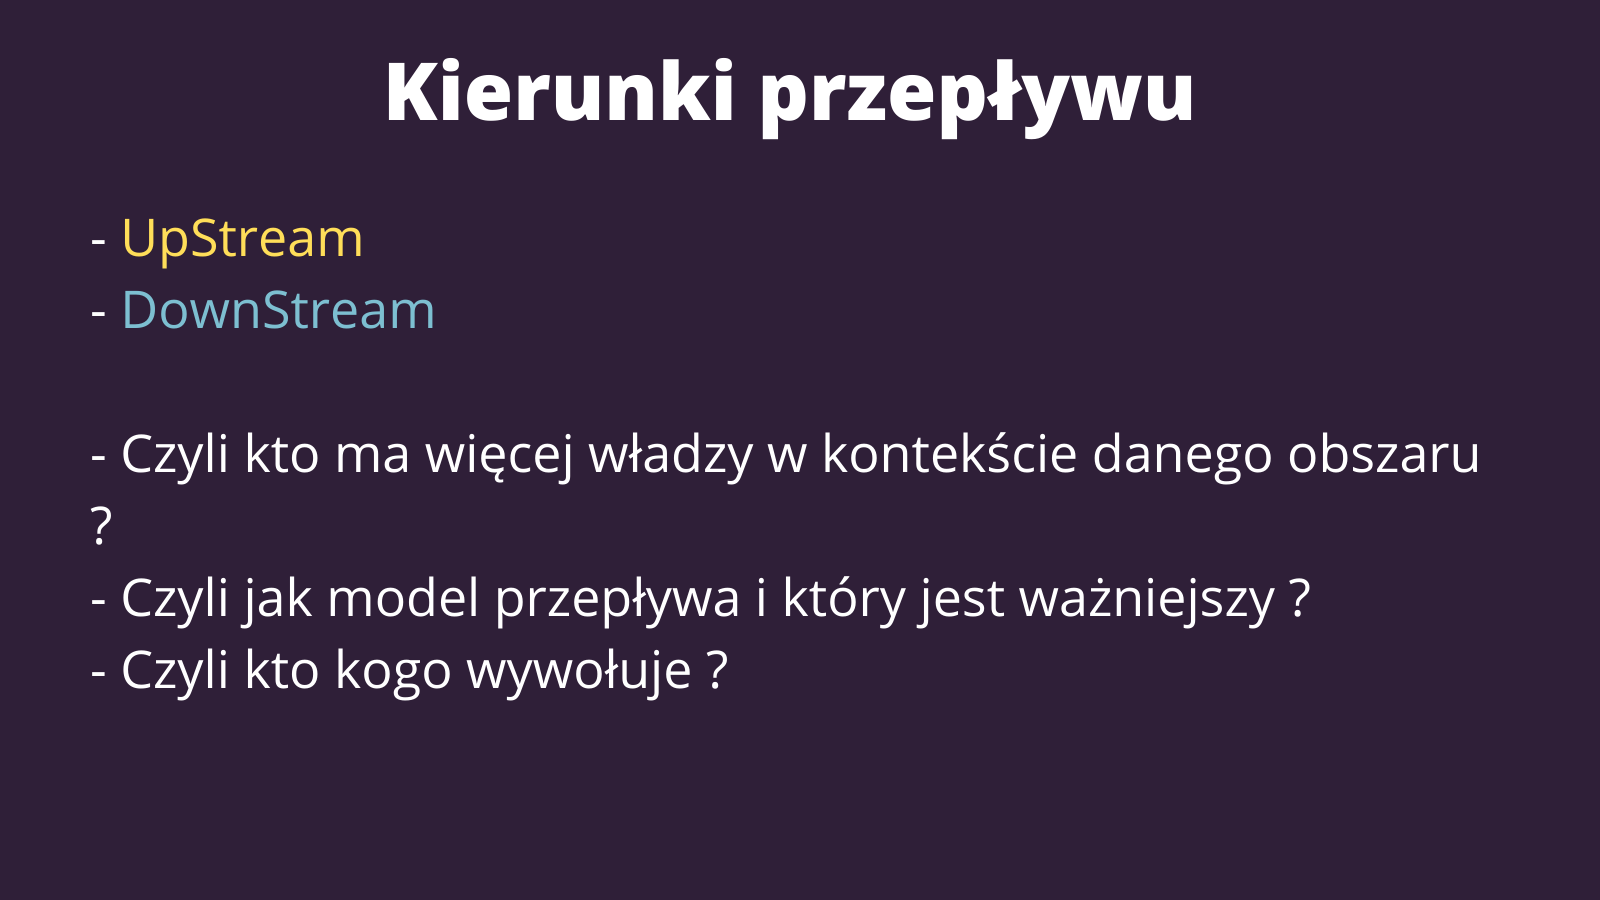 Kierunki przepływu
- UpStream
- DownStream
- Czyli kto ma więcej władzy w kontekście danego obszaru
?
- Czyli jak model przepływa i który jest ważniejszy ?
- Czyli kto kogo wywołuje ?